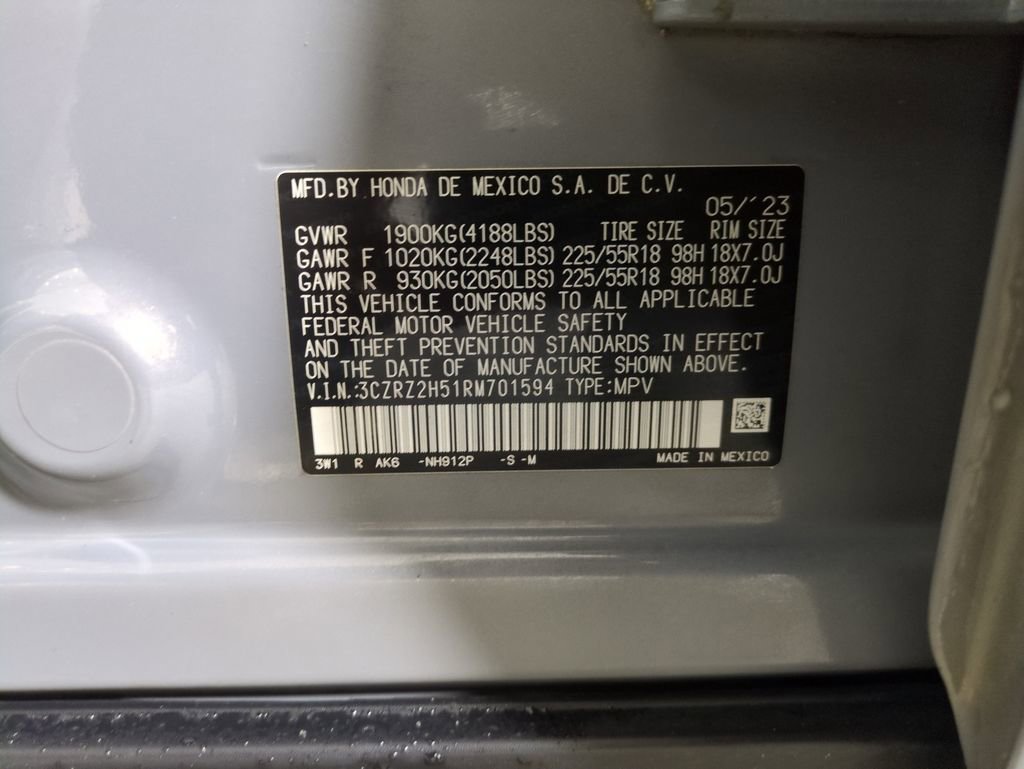 MFD.BY HONDA DE MEXICO S.A. DE C.V.
05/´23
GVWR 1900KG(4188LBS) TIRE SIZE RIM SIZE
GAWR F 1020KG(2248LBS) 225/55R18 98H 18X7.0J
GAWR R 930KG(2050LBS) 225/55R18 98H 18X7.0J
THIS VEHICLE CONFORMS TO ALL APPLICABLE
FEDERAL MOTOR VEHICLE SAFETY
AND THEFT PREVENTION STANDARDS IN EFFECT
ON THE DATE OF MANUFACTURE SHOWN ABOVE.
V.I.N.:3CZRZ2H51RM701594 TYPE:MPV
3W1 R AK6 -NH912P -S -M MADE IN MEXICO